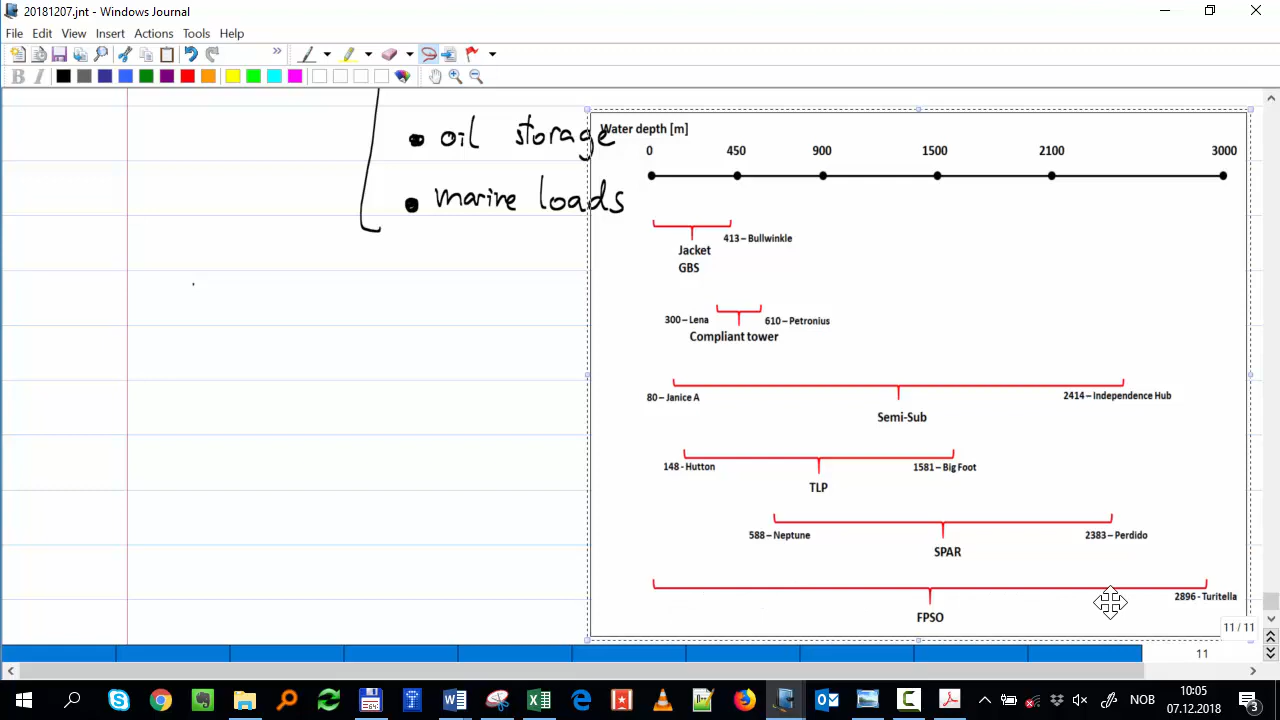 20181207.jnt - Windows Journal
File Edit View Insert Actions Tools Help
B I
• oil storage
• marine loads
Water depth [m]
0 450 900 1500 2100 3000
413 – Bullwinkle
Jacket
GBS
300 – Lena 610 – Petronius
Compliant tower
80 – Janice A 2414 – Independence Hub
Semi-Sub
148 - Hutton 1581 – Big Foot
TLP
588 – Neptune 2383 – Perdido
SPAR
2896 - Turitella
FPSO
11 / 11
11
NOB
10:05
07.12.2018
3